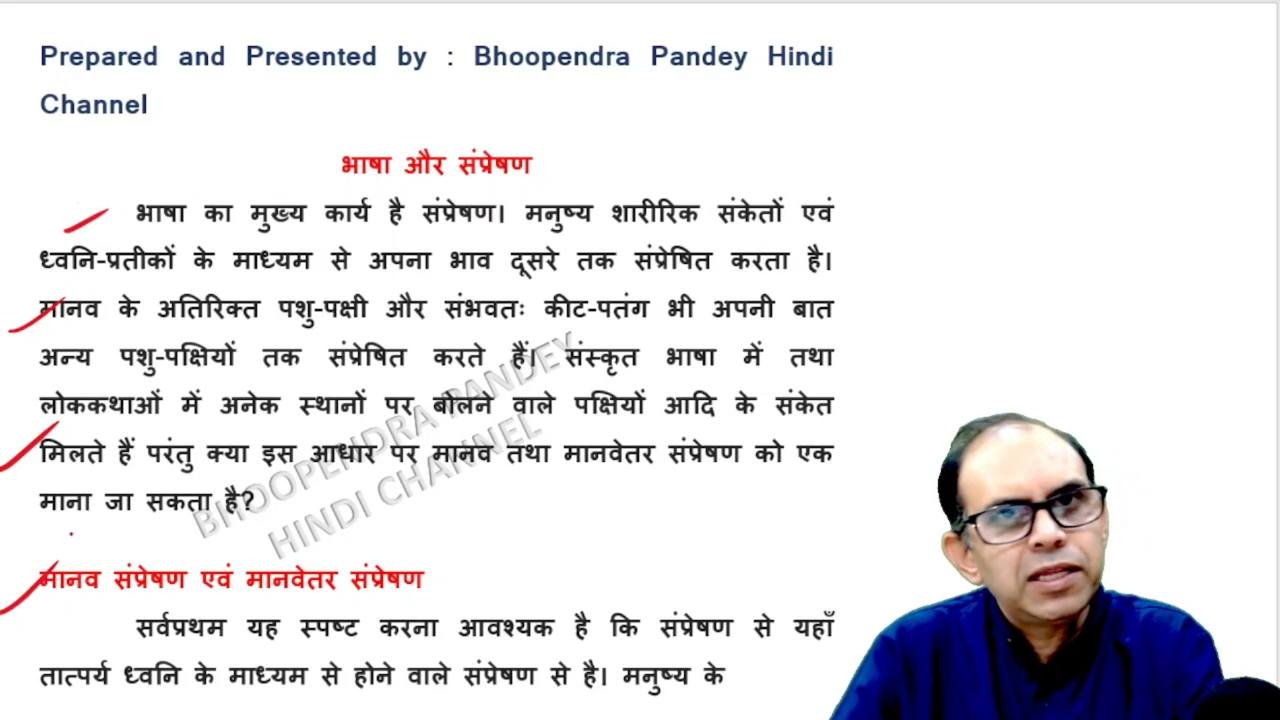 Prepared and Presented by : Bhoopendra Pandey Hindi
Channel
भाषा और संप्रेषण
भाषा का मुख्य कार्य है संप्रेषण। मनुष्य शारीरिक संकेतों एवं
ध्वनि-प्रतीकों के माध्यम से अपना भाव दूसरे तक संप्रेषित करता है।
मानव के अतिरिक्त पशु-पक्षी और संभवतः कीट-पतंग भी अपनी बात
अन्य पशु-पक्षियों तक संप्रेषित करते हैं। संस्कृत भाषा में तथा
लोककथाओं में अनेक स्थानों पर बोलने वाले पक्षियों आदि के संकेत
मिलते हैं परंतु क्या इस आधार पर मानव तथा मानवेतर संप्रेषण को एक
माना जा सकता है?
BHOOPENDRA PANDEY
HINDI CHANNEL
मानव संप्रेषण एवं मानवेतर संप्रेषण
सर्वप्रथम यह स्पष्ट करना आवश्यक है कि संप्रेषण से यहाँ
तात्पर्य ध्वनि के माध्यम से होने वाले संप्रेषण से है। मनुष्य के